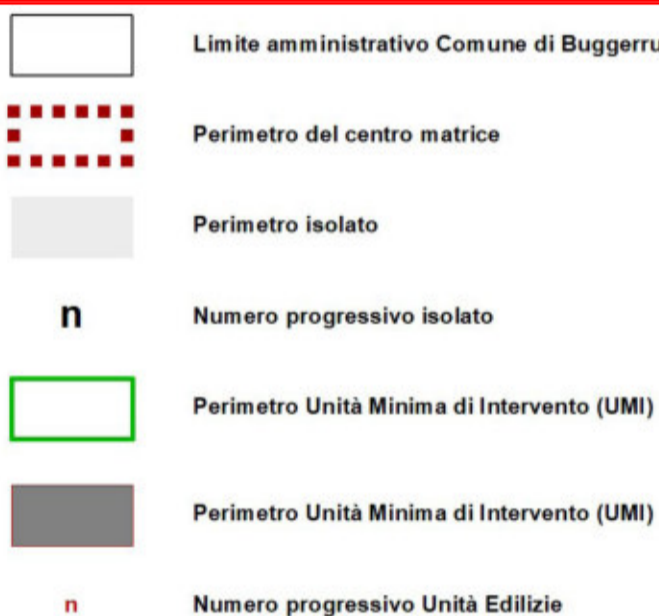 Limite amministrativo Comune di Buggerru
Perimetro del centro matrice
Perimetro isolato
n Numero progressivo isolato
Perimetro Unità Minima di Intervento (UMI)
Perimetro Unità Minima di Intervento (UMI)
n Numero progressivo Unità Edilizie